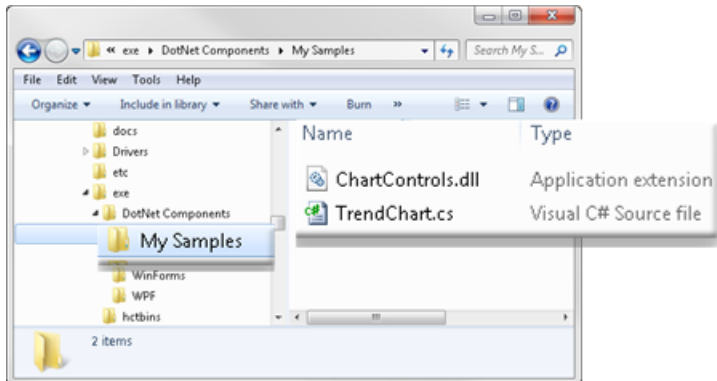 « exe ▸ DotNet Components ▸ My Samples
Search My S...
File Edit View Tools Help
Organize Include in library Share with Burn »
docs
Drivers
etc
exe
DotNet Components
My Samples
WinForms
WPF
hctbins
Name Type
ChartControls.dll Application extension
TrendChart.cs Visual C# Source file
2 items